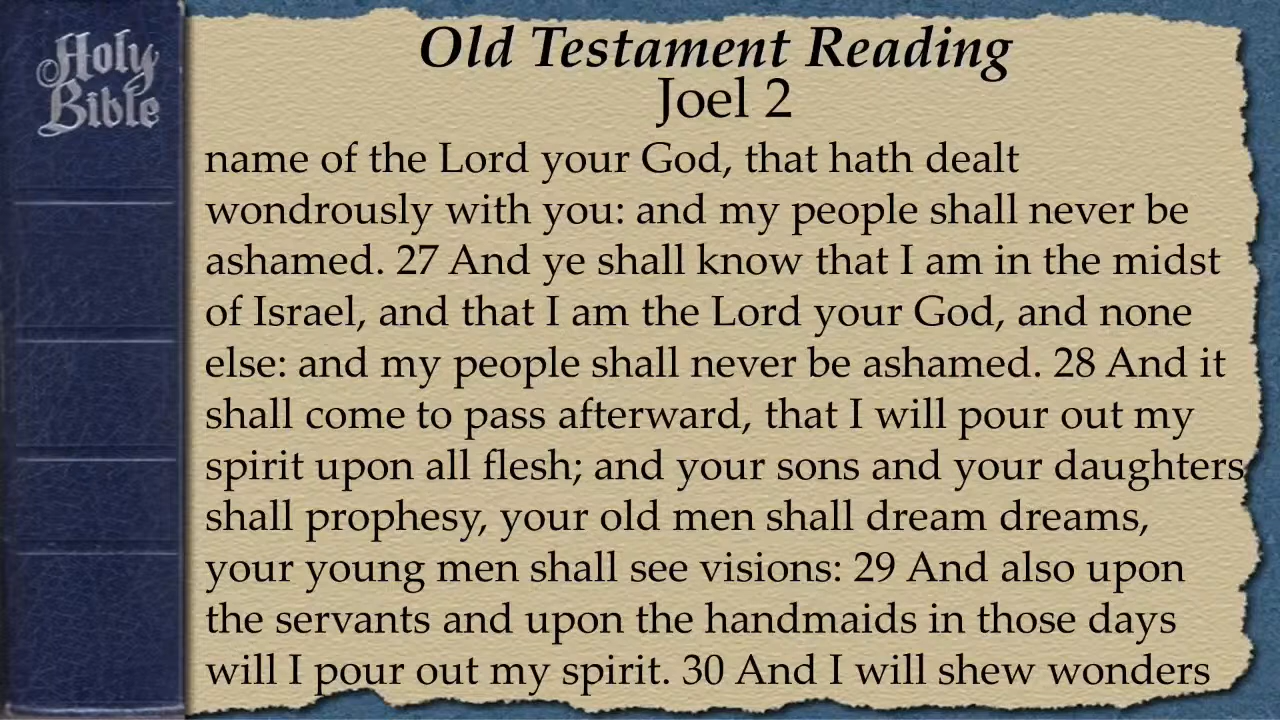 Holy
Bible
Old Testament Reading
Joel 2
name of the Lord your God, that hath dealt
wondrously with you: and my people shall never be
ashamed. 27 And ye shall know that I am in the midst
of Israel, and that I am the Lord your God, and none
else: and my people shall never be ashamed. 28 And it
shall come to pass afterward, that I will pour out my
spirit upon all flesh; and your sons and your daughters
shall prophesy, your old men shall dream dreams,
your young men shall see visions: 29 And also upon
the servants and upon the handmaids in those days
will I pour out my spirit. 30 And I will shew wonders